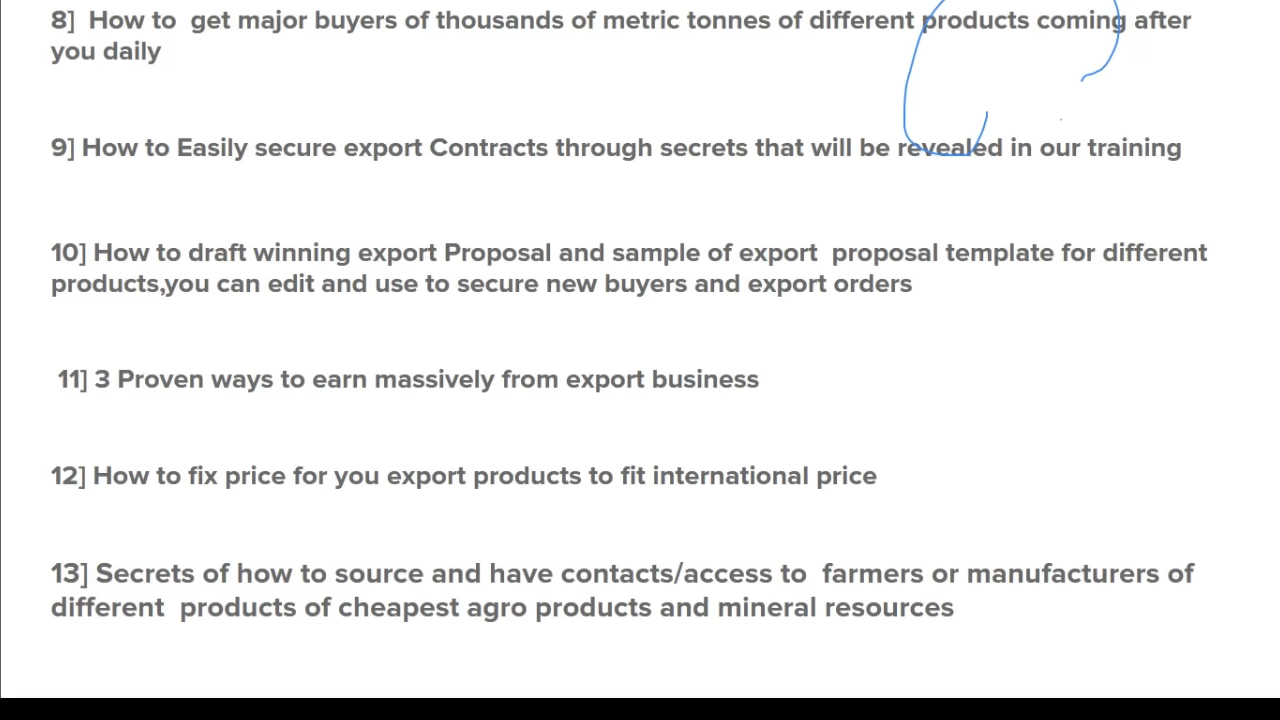 8]  How to  get major buyers of thousands of metric tonnes of different products coming after
you daily
9] How to Easily secure export Contracts through secrets that will be revealed in our training
10] How to draft winning export Proposal and sample of export  proposal template for different
products,you can edit and use to secure new buyers and export orders
11] 3 Proven ways to earn massively from export business
12] How to fix price for you export products to fit international price
13] Secrets of how to source and have contacts/access to  farmers or manufacturers of
different  products of cheapest agro products and mineral resources